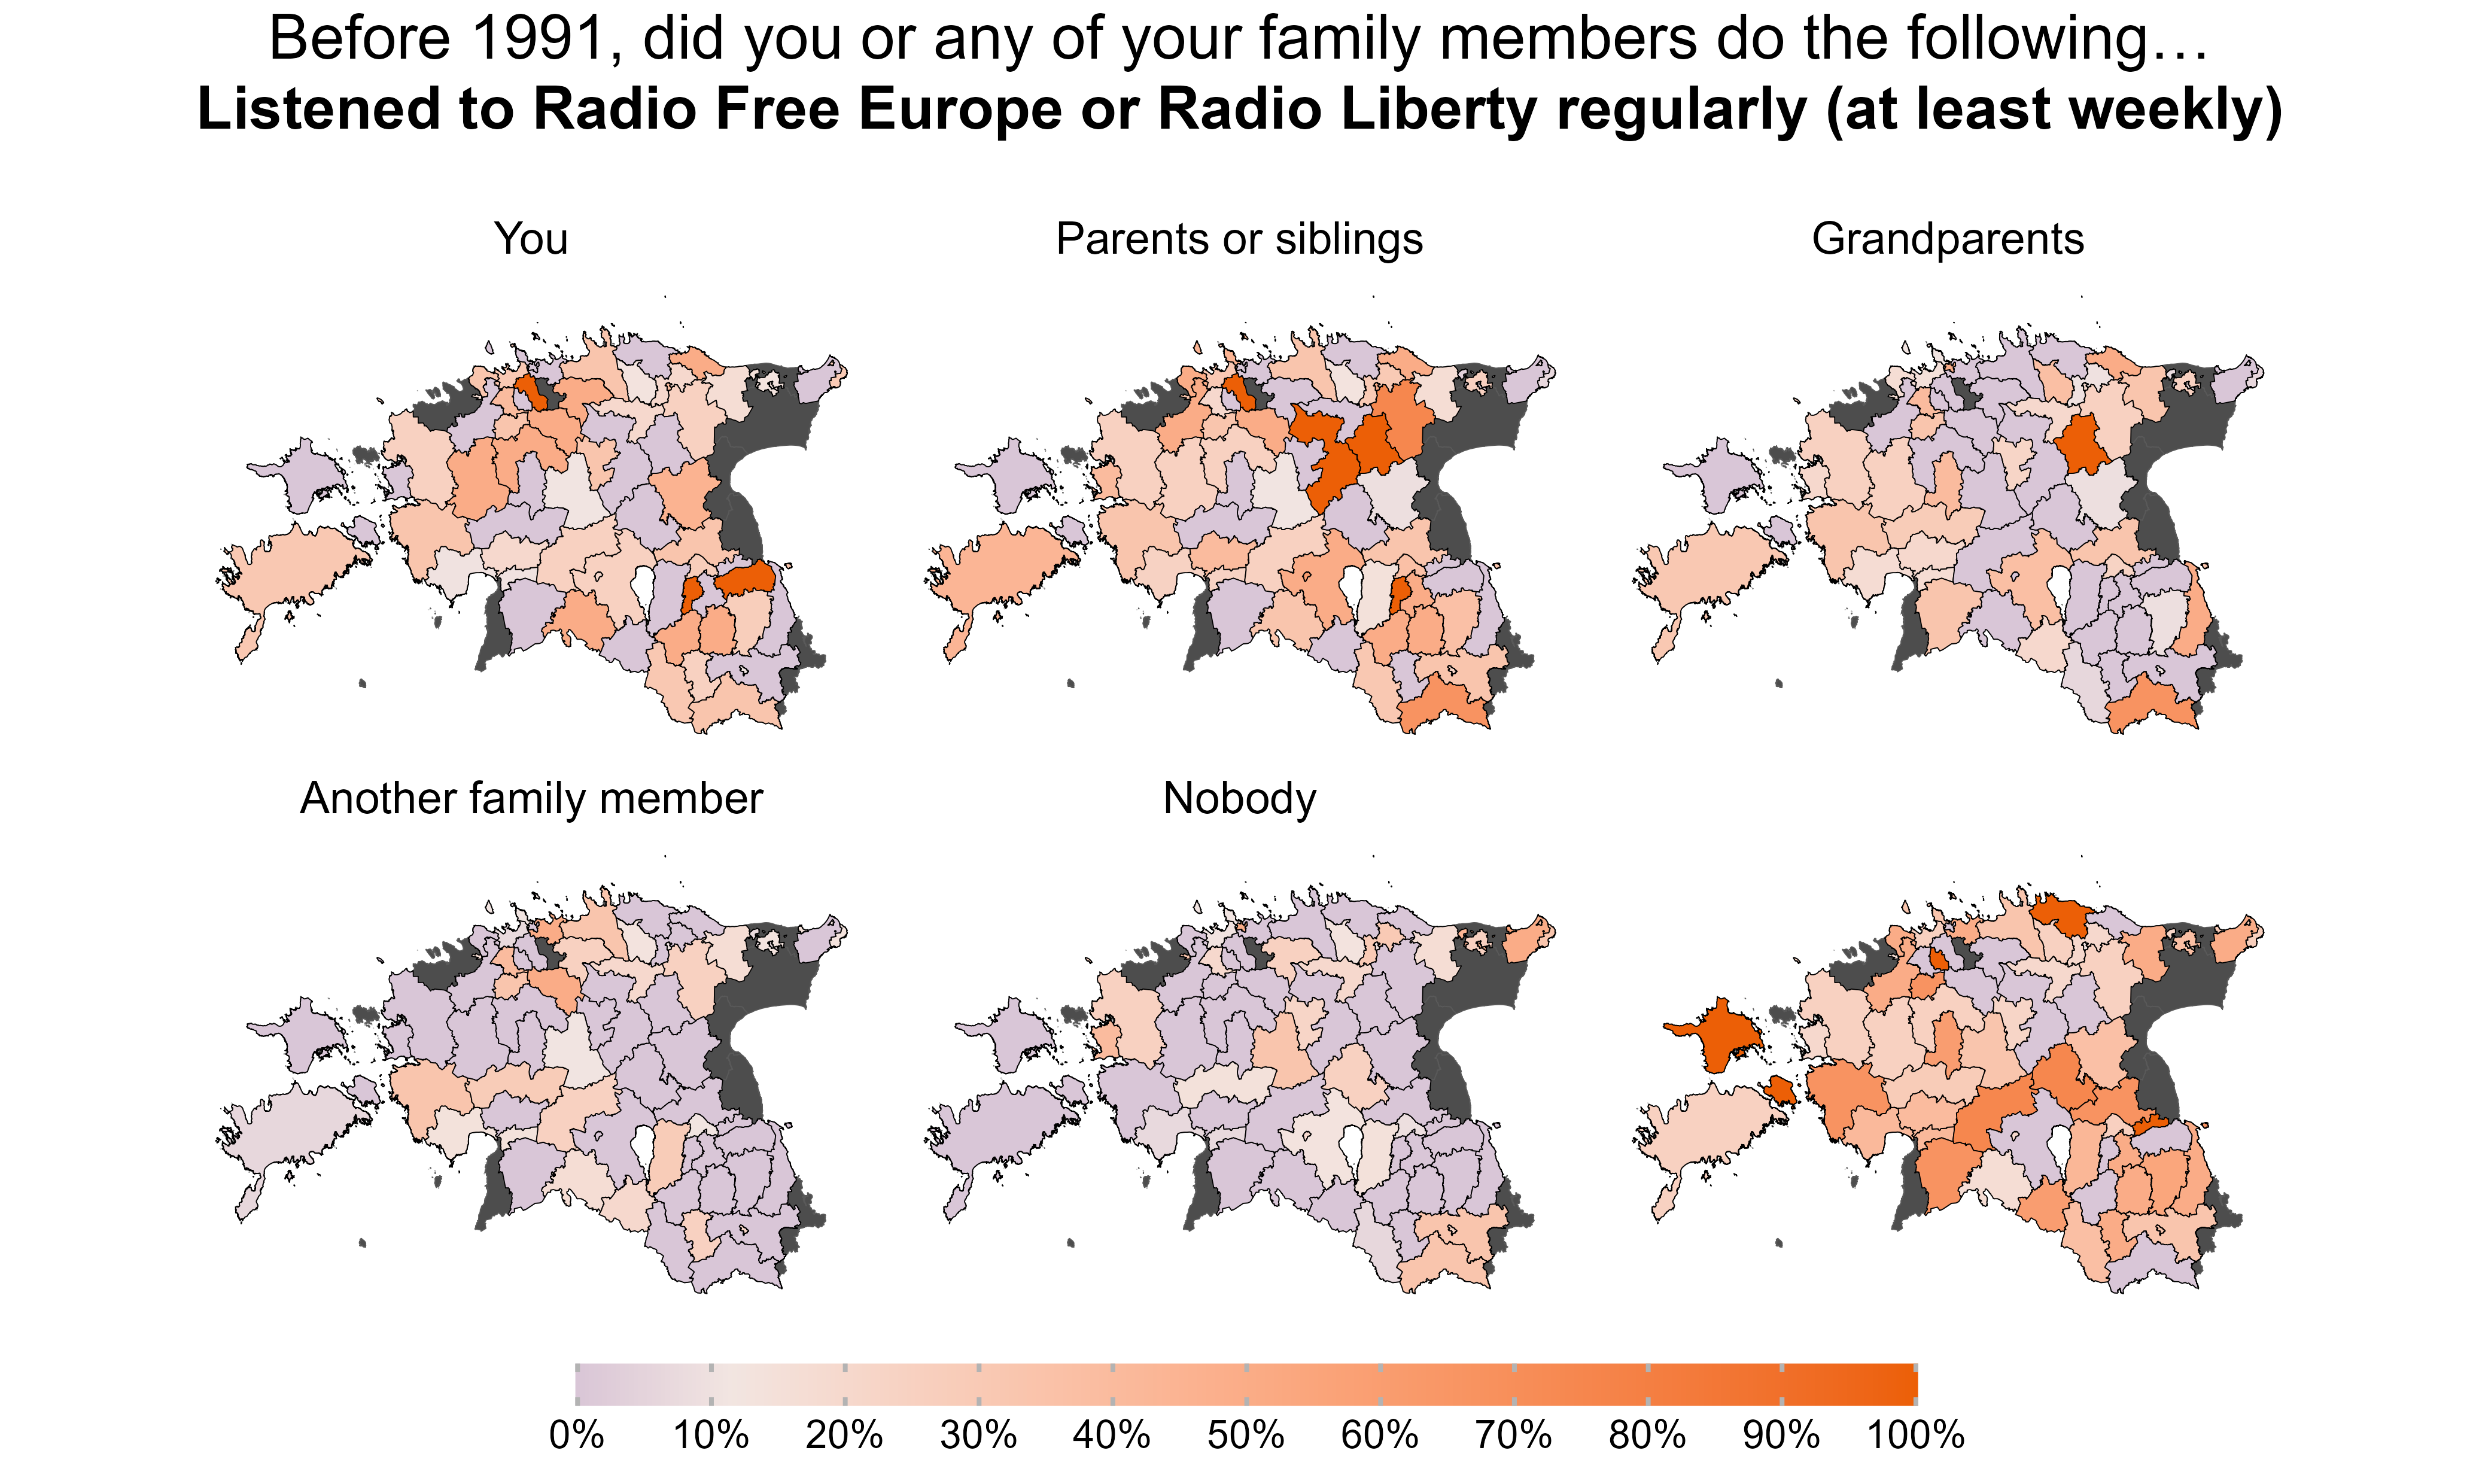 Before 1991, did you or any of your family members do the following…
Listened to Radio Free Europe or Radio Liberty regularly (at least weekly)
You
Parents or siblings
Grandparents
Another family member
Nobody
0%
10%
20%
30%
40%
50%
60%
70%
80%
90%
100%